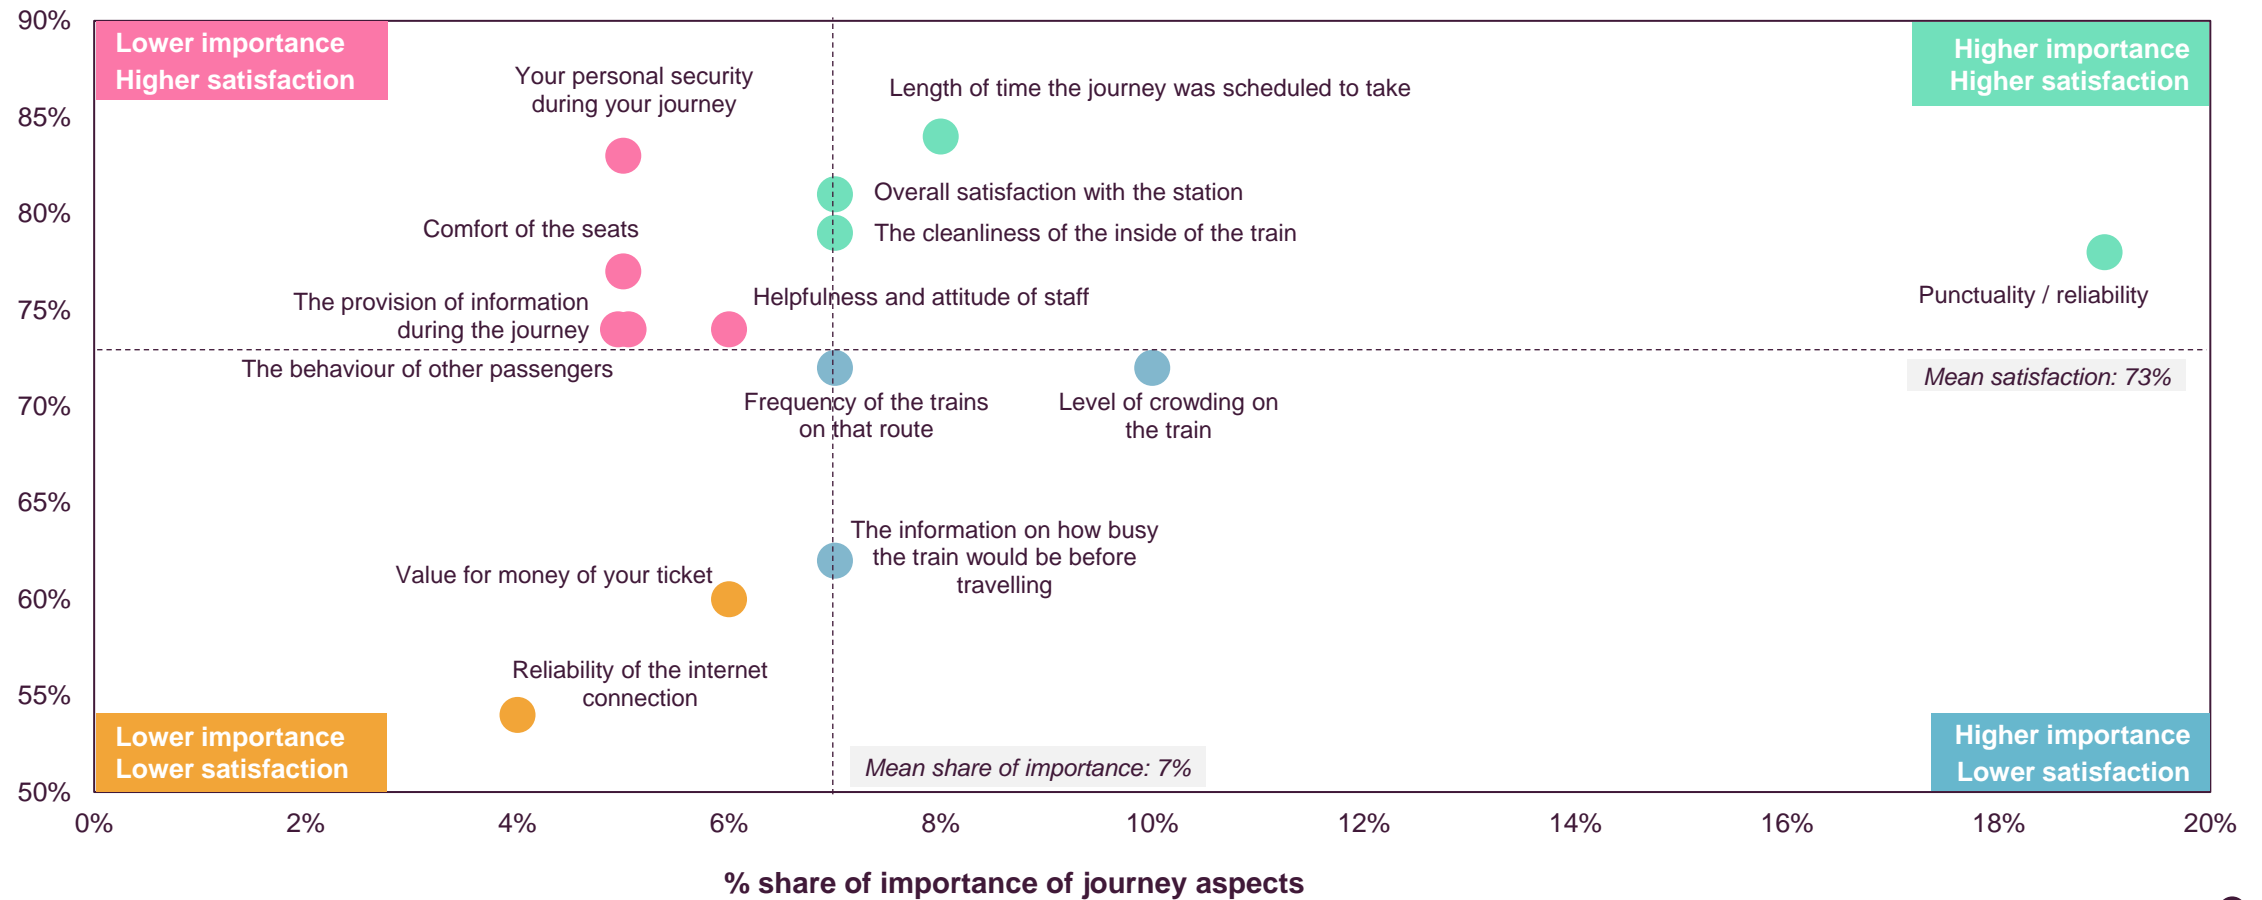 90%
Lower importance
Higher satisfaction
Higher importance
Higher satisfaction
Your personal security
during your journey
Length of time the journey was scheduled to take
85%
Overall satisfaction with the station
80%
Comfort of the seats
The cleanliness of the inside of the train
75%
The provision of information
during the journey
Helpfulness and attitude of staff
Punctuality / reliability
The behaviour of other passengers
Mean satisfaction: 73%
70%
Frequency of the trains
on that route
Level of crowding on
the train
65%
The information on how busy
the train would be before
travelling
Value for money of your ticket
60%
Reliability of the internet
connection
55%
Lower importance
Lower satisfaction
Higher importance
Lower satisfaction
Mean share of importance: 7%
50%
0%
2%
4%
6%
8%
10%
12%
14%
16%
18%
20%
% share of importance of journey aspects